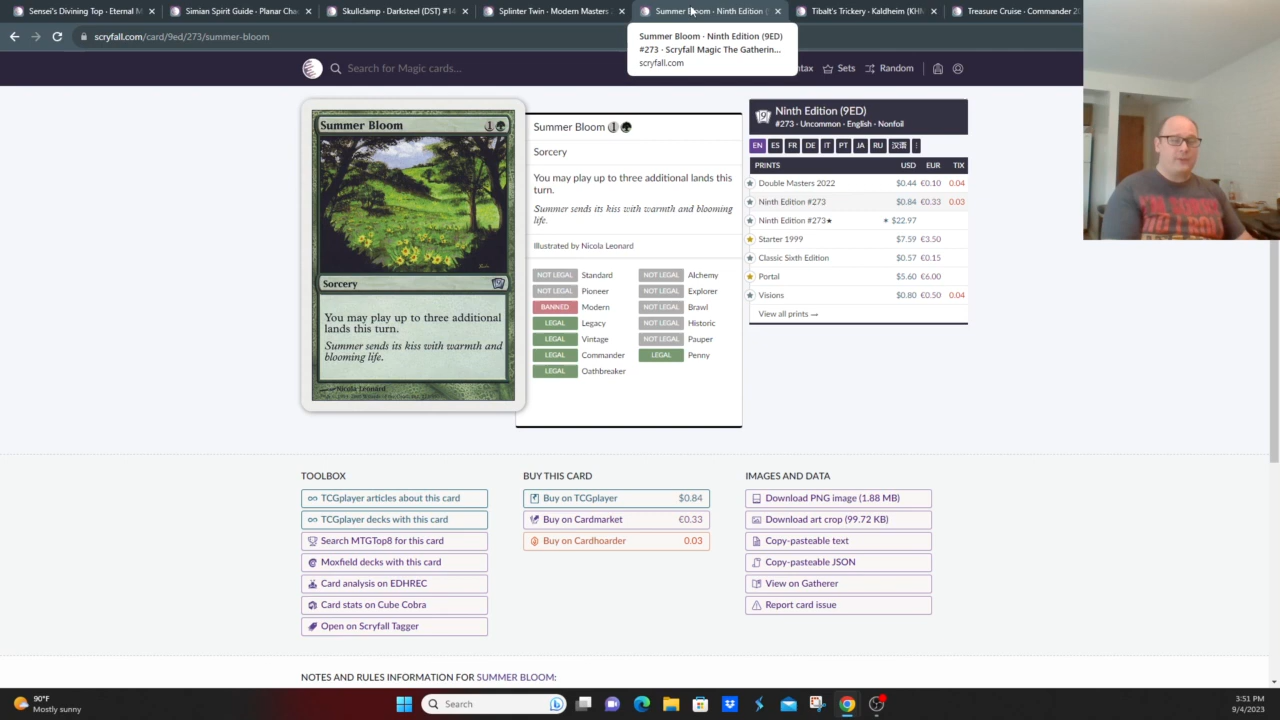 Sensei's Divining Top - Eternal M
Simian Spirit Guide - Planar Cha
Skullclamp - Darksteel (DST) #14
Splinter Twin - Modern Masters
Summer Bloom - Ninth Edition (
Tibalt's Trickery - Kaldheim (KHM
Treasure Cruise - Commander 2
scryfall.com/card/9ed/273/summer-bloom
Summer Bloom · Ninth Edition (9ED)
#273 · Scryfall Magic The Gatherin...
scryfall.com
Search for Magic cards...
ntax
Sets
Random
Summer Bloom 1
Sorcery
You may play up to three additional
lands this turn.
Summer sends its kiss with warmth and
blooming life.
Nicola Leonard
Summer Bloom 1
Sorcery
You may play up to three additional lands this
turn.
Summer sends its kiss with warmth and blooming
life.
Illustrated by Nicola Leonard
NOT LEGAL Standard NOT LEGAL Alchemy
NOT LEGAL Pioneer NOT LEGAL Explorer
BANNED Modern NOT LEGAL Brawl
LEGAL Legacy NOT LEGAL Historic
LEGAL Vintage NOT LEGAL Pauper
LEGAL Commander LEGAL Penny
LEGAL Oathbreaker
Ninth Edition (9ED)
#273 · Uncommon · English · Nonfoil
EN ES FR DE IT PT JA RU 汉语
PRINTS USD EUR TIX
Double Masters 2022 $0.44 €0.10 0.04
Ninth Edition #273 $0.84 €0.33 0.03
Ninth Edition #273★ $22.97
Starter 1999 $7.59 €3.50
Classic Sixth Edition $0.57 €0.15
Portal $5.60 €6.00
Visions $0.80 €0.50 0.04
View all prints →
TOOLBOX
TCGplayer articles about this card
TCGplayer decks with this card
Search MTGTop8 for this card
Moxfield decks with this card
Card analysis on EDHREC
Card stats on Cube Cobra
Open on Scryfall Tagger
BUY THIS CARD
Buy on TCGplayer $0.84
Buy on Cardmarket €0.33
Buy on Cardhoarder 0.03
IMAGES AND DATA
Download PNG image (1.88 MB)
Download art crop (99.72 KB)
Copy-pasteable text
Copy-pasteable JSON
View on Gatherer
Report card issue
NOTES AND RULES INFORMATION FOR SUMMER BLOOM:
90°F
Mostly sunny
Search
3:51 PM
9/4/2023